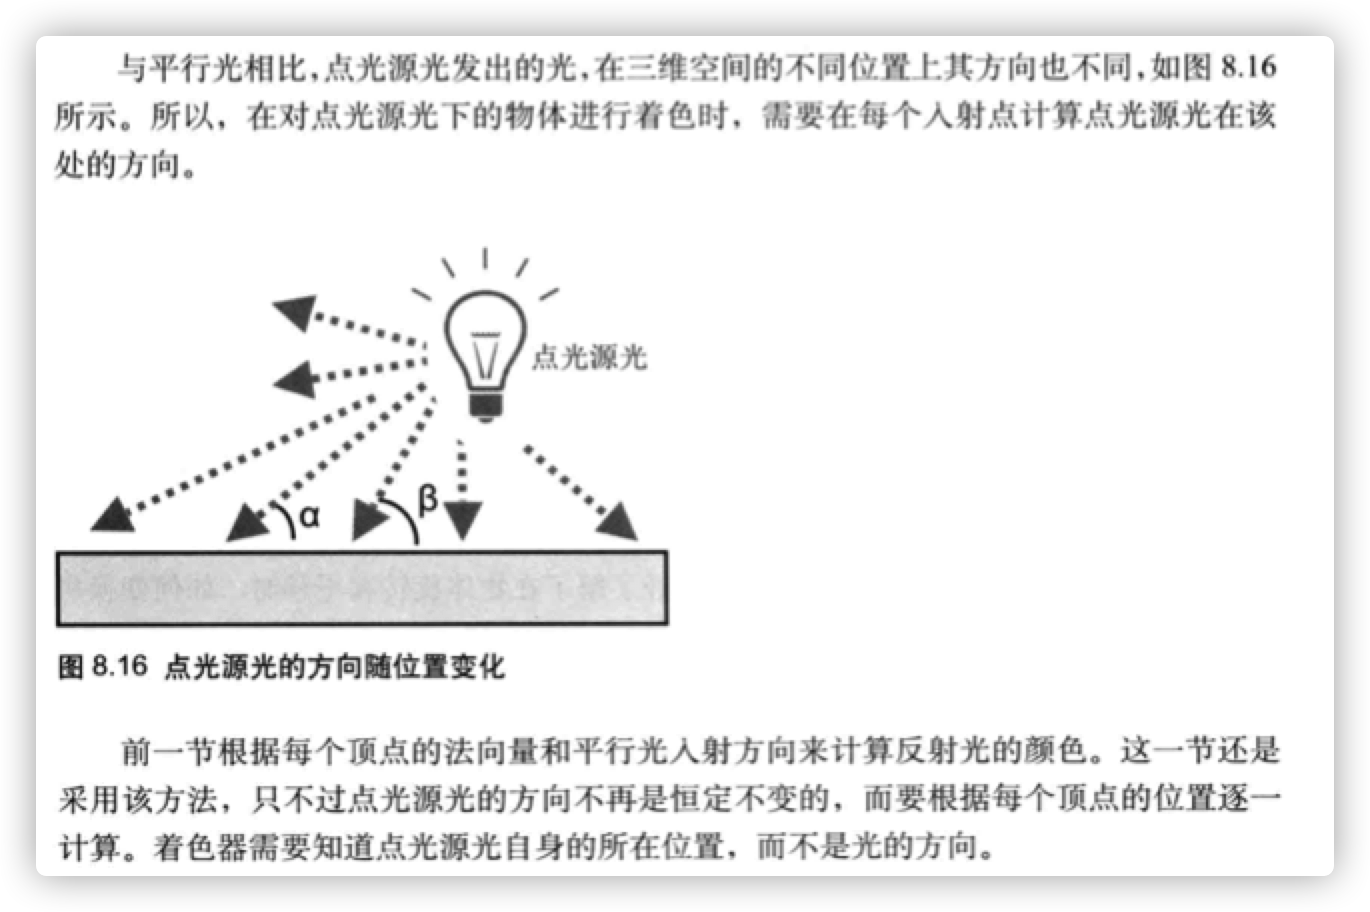 与平行光相比,点光源光发出的光,在三维空间的不同位置上其方向也不同,如图 8.16
所示。所以，在对点光源光下的物体进行着色时，需要在每个入射点计算点光源光在该
处的方向。
点光源光
α
β
图 8.16 点光源光的方向随位置变化
前一节根据每个顶点的法向量和平行光入射方向来计算反射光的颜色。这一节还是
采用该方法，只不过点光源光的方向不再是恒定不变的，而要根据每个顶点的位置逐一
计算。着色器需要知道点光源光自身的所在位置，而不是光的方向。